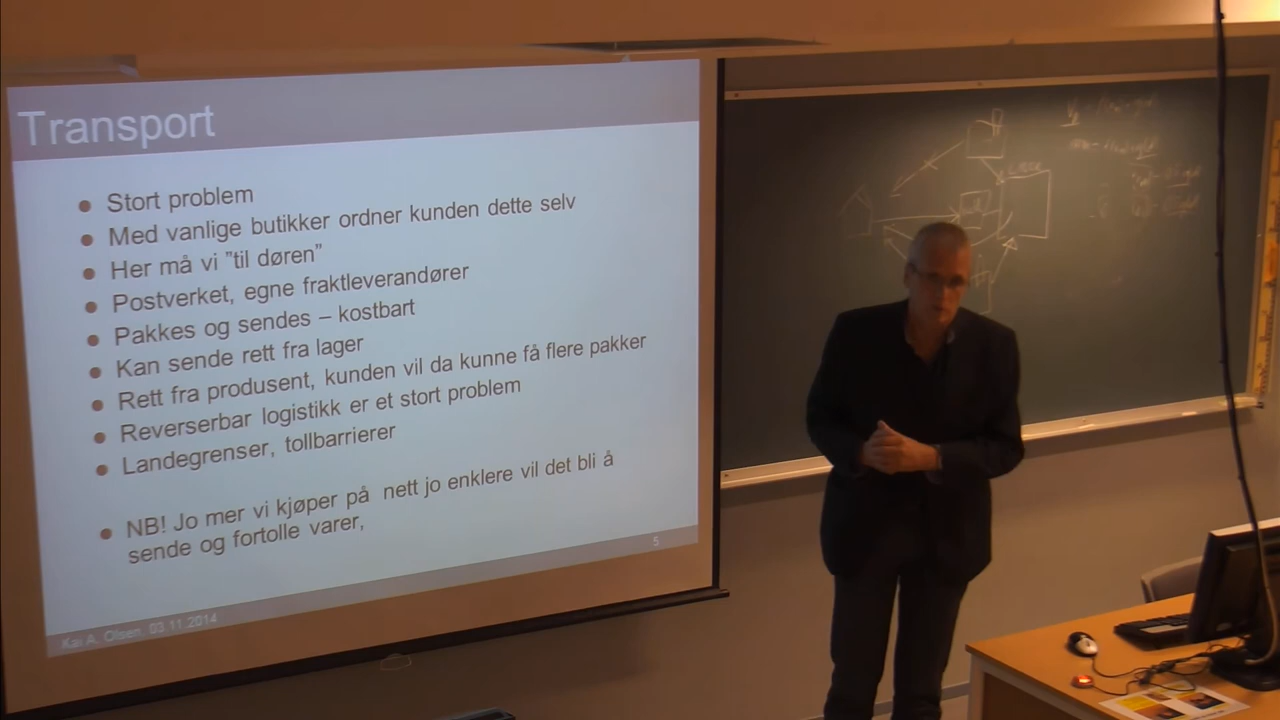 Transport
Stort problem
Med vanlige butikker ordner kunden dette selv
Her må vi "til døren"
Postverket, egne fraktleverandører
Pakkes og sendes – kostbart
Kan sende rett fra lager
Rett fra produsent, kunden vil da kunne få flere pakker
Reverserbar logistikk er et stort problem
Landegrenser, tollbarrierer
NB! Jo mer vi kjøper på nett jo enklere vil det bli å
sende og fortolle varer,
5
Kai A. Olsen, 03.11.2014